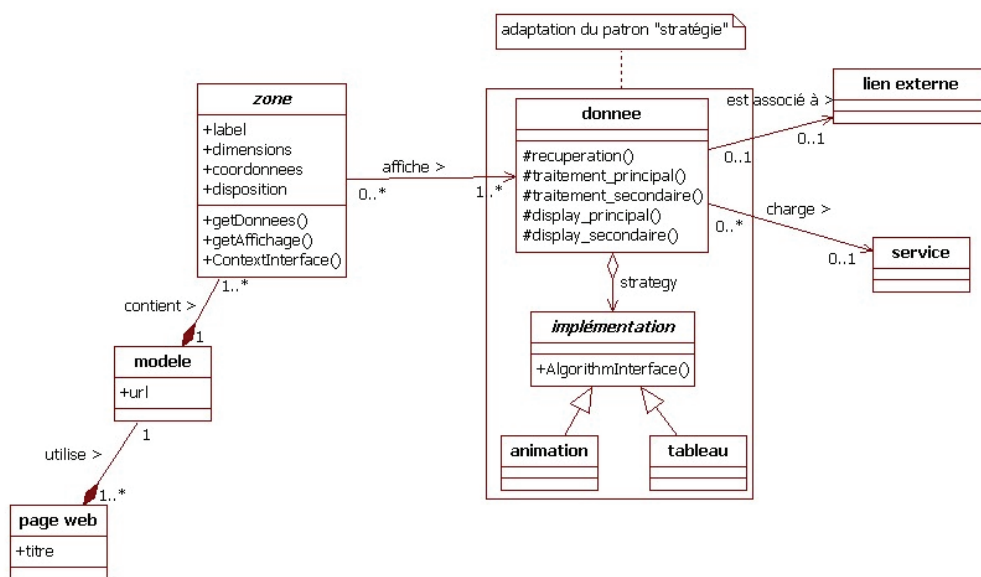 adaptation du patron "stratégie"
zone
+label
+dimensions
+coordonnees
+disposition
+getDonnees()
+getAffichage()
+ContextInterface()
affiche >
0..*
1..*
donnee
#recuperation()
#traitement_principal()
#traitement_secondaire()
#display_principal()
#display_secondaire()
est associé à >
0..1
0..1
lien externe
charge >
0..*
0..1
service
strategy
implémentation
+AlgorithmInterface()
animation
tableau
1..*
contient >
1
modele
+url
1
utilise >
1..*
page web
+titre